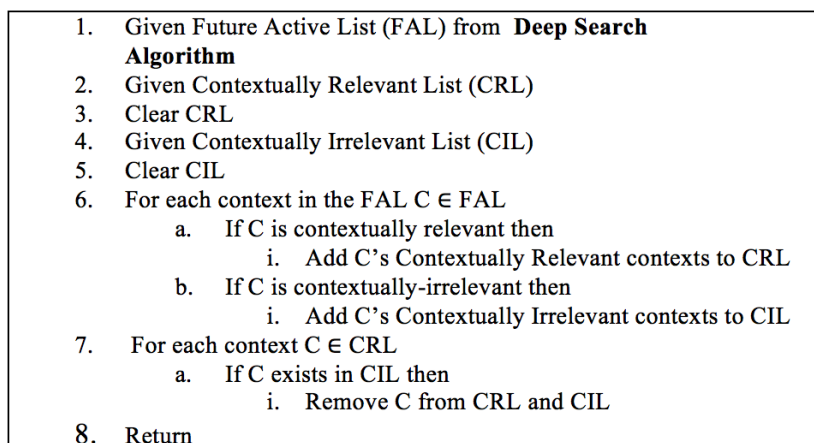 1. Given Future Active List (FAL) from Deep Search
Algorithm
2. Given Contextually Relevant List (CRL)
3. Clear CRL
4. Given Contextually Irrelevant List (CIL)
5. Clear CIL
6. For each context in the FAL C ∈ FAL
a. If C is contextually relevant then
i. Add C’s Contextually Relevant contexts to CRL
b. If C is contextually-irrelevant then
i. Add C’s Contextually Irrelevant contexts to CIL
7. For each context C ∈ CRL
a. If C exists in CIL then
i. Remove C from CRL and CIL
8. Return